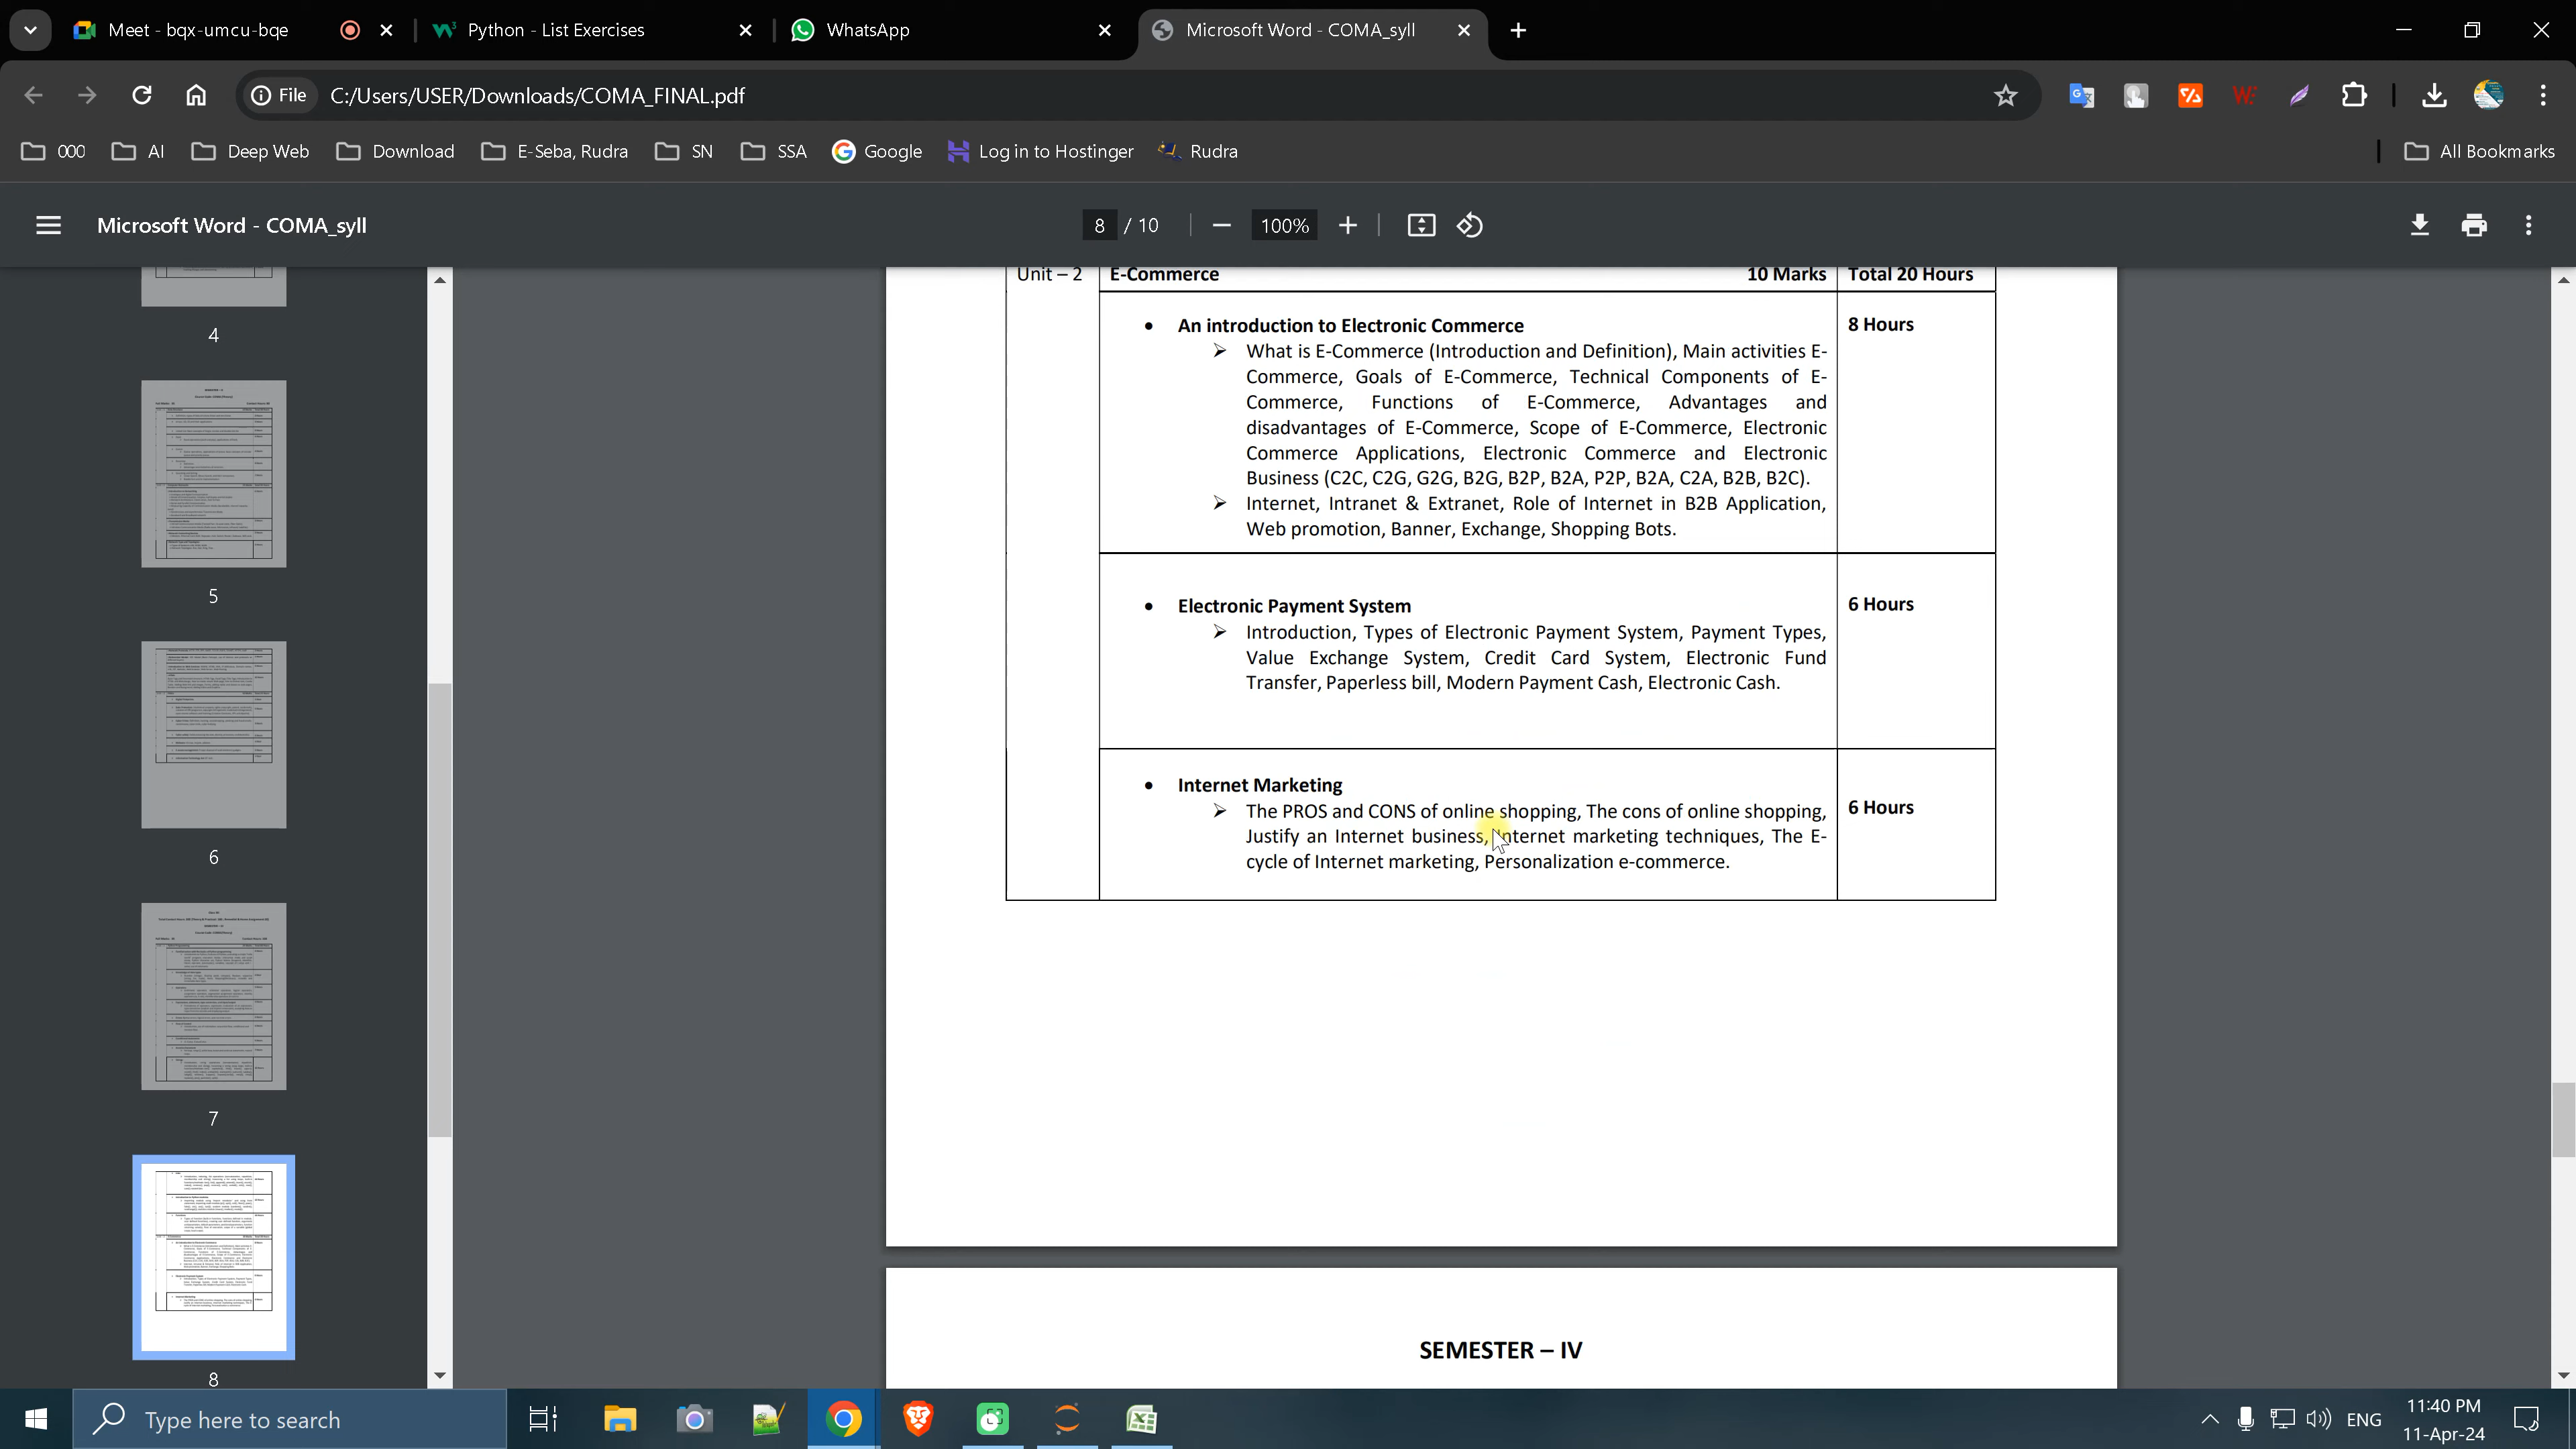 Meet - bqx-umcu-bqe
Python - List Exercises
WhatsApp
Microsoft Word - COMA_syll
File
C:/Users/USER/Downloads/COMA_FINAL.pdf
000
AI
Deep Web
Download
E-Seba, Rudra
SN
SSA
Google
Log in to Hostinger
Rudra
All Bookmarks
Microsoft Word - COMA_syll
8 / 10
100%
4
5
6
7
8
Unit – 2 E-Commerce 10 Marks Total 20 Hours
• An introduction to Electronic Commerce 8 Hours
➢ What is E-Commerce (Introduction and Definition), Main activities E-
Commerce, Goals of E-Commerce, Technical Components of E-
Commerce, Functions of E-Commerce, Advantages and
disadvantages of E-Commerce, Scope of E-Commerce, Electronic
Commerce Applications, Electronic Commerce and Electronic
Business (C2C, C2G, G2G, B2G, B2P, B2A, P2P, B2A, C2A, B2B, B2C).
➢ Internet, Intranet & Extranet, Role of Internet in B2B Application,
Web promotion, Banner, Exchange, Shopping Bots.
• Electronic Payment System 6 Hours
➢ Introduction, Types of Electronic Payment System, Payment Types,
Value Exchange System, Credit Card System, Electronic Fund
Transfer, Paperless bill, Modern Payment Cash, Electronic Cash.
• Internet Marketing
➢ The PROS and CONS of online shopping, The cons of online shopping, 6 Hours
Justify an Internet business, Internet marketing techniques, The E-
cycle of Internet marketing, Personalization e-commerce.
SEMESTER – IV
Type here to search
ENG
11:40 PM
11-Apr-24